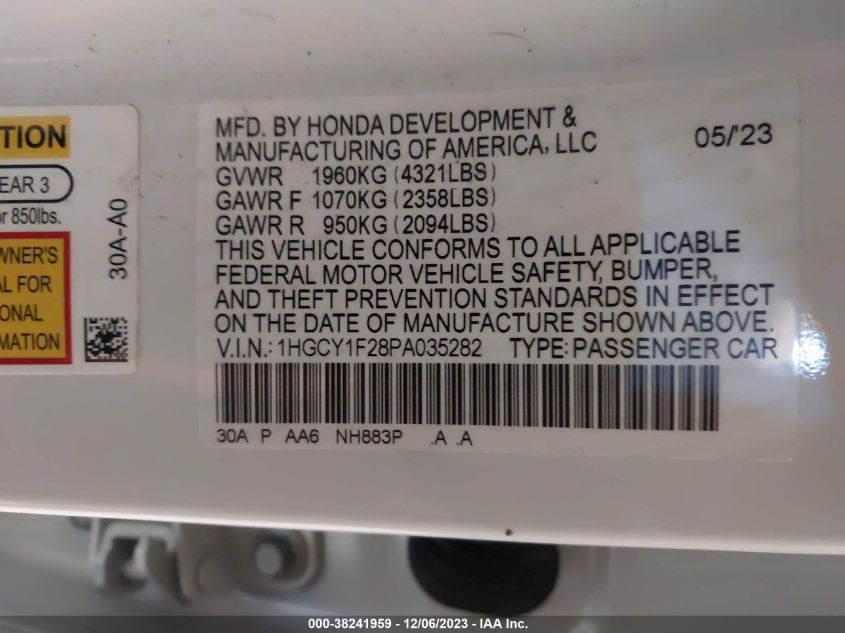 TION
EAR 3
r 850lbs.
WNER'S
AL FOR
ONAL
MATION
30A-A0
MFD. BY HONDA DEVELOPMENT &
MANUFACTURING OF AMERICA, LLC 05/'23
GVWR 1960KG (4321LBS)
GAWR F 1070KG (2358LBS)
GAWR R 950KG (2094LBS)
THIS VEHICLE CONFORMS TO ALL APPLICABLE
FEDERAL MOTOR VEHICLE SAFETY, BUMPER,
AND THEFT PREVENTION STANDARDS IN EFFECT
ON THE DATE OF MANUFACTURE SHOWN ABOVE.
V.I.N.: 1HGCY1F28PA035282 TYPE: PASSENGER CAR
30A P AA6 NH883P .A .A
000-38241959 - 12/06/2023 - IAA Inc.